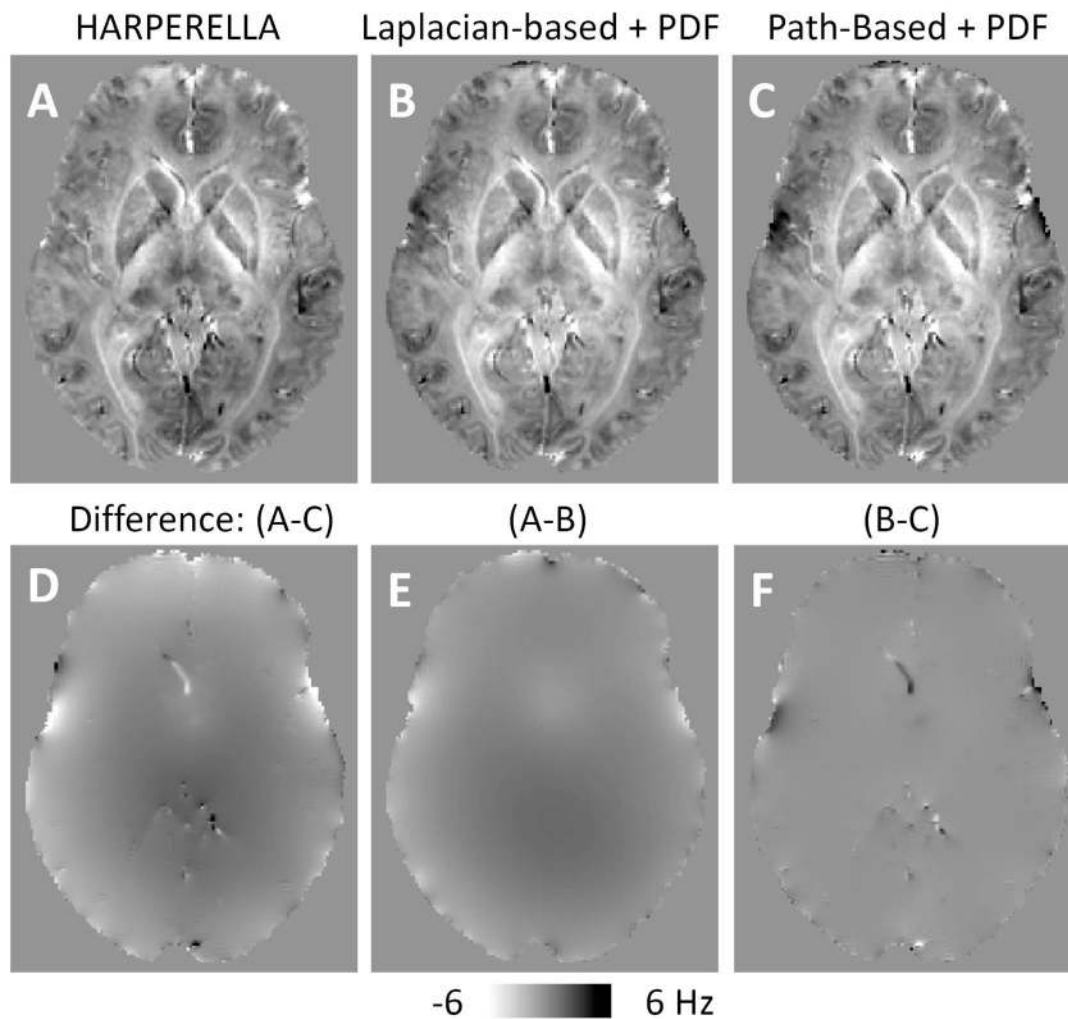 HARPERELLA Laplacian-based + PDF Path-Based + PDF
A B C
Difference: (A-C) (A-B) (B-C)
D E F
-6 6 Hz